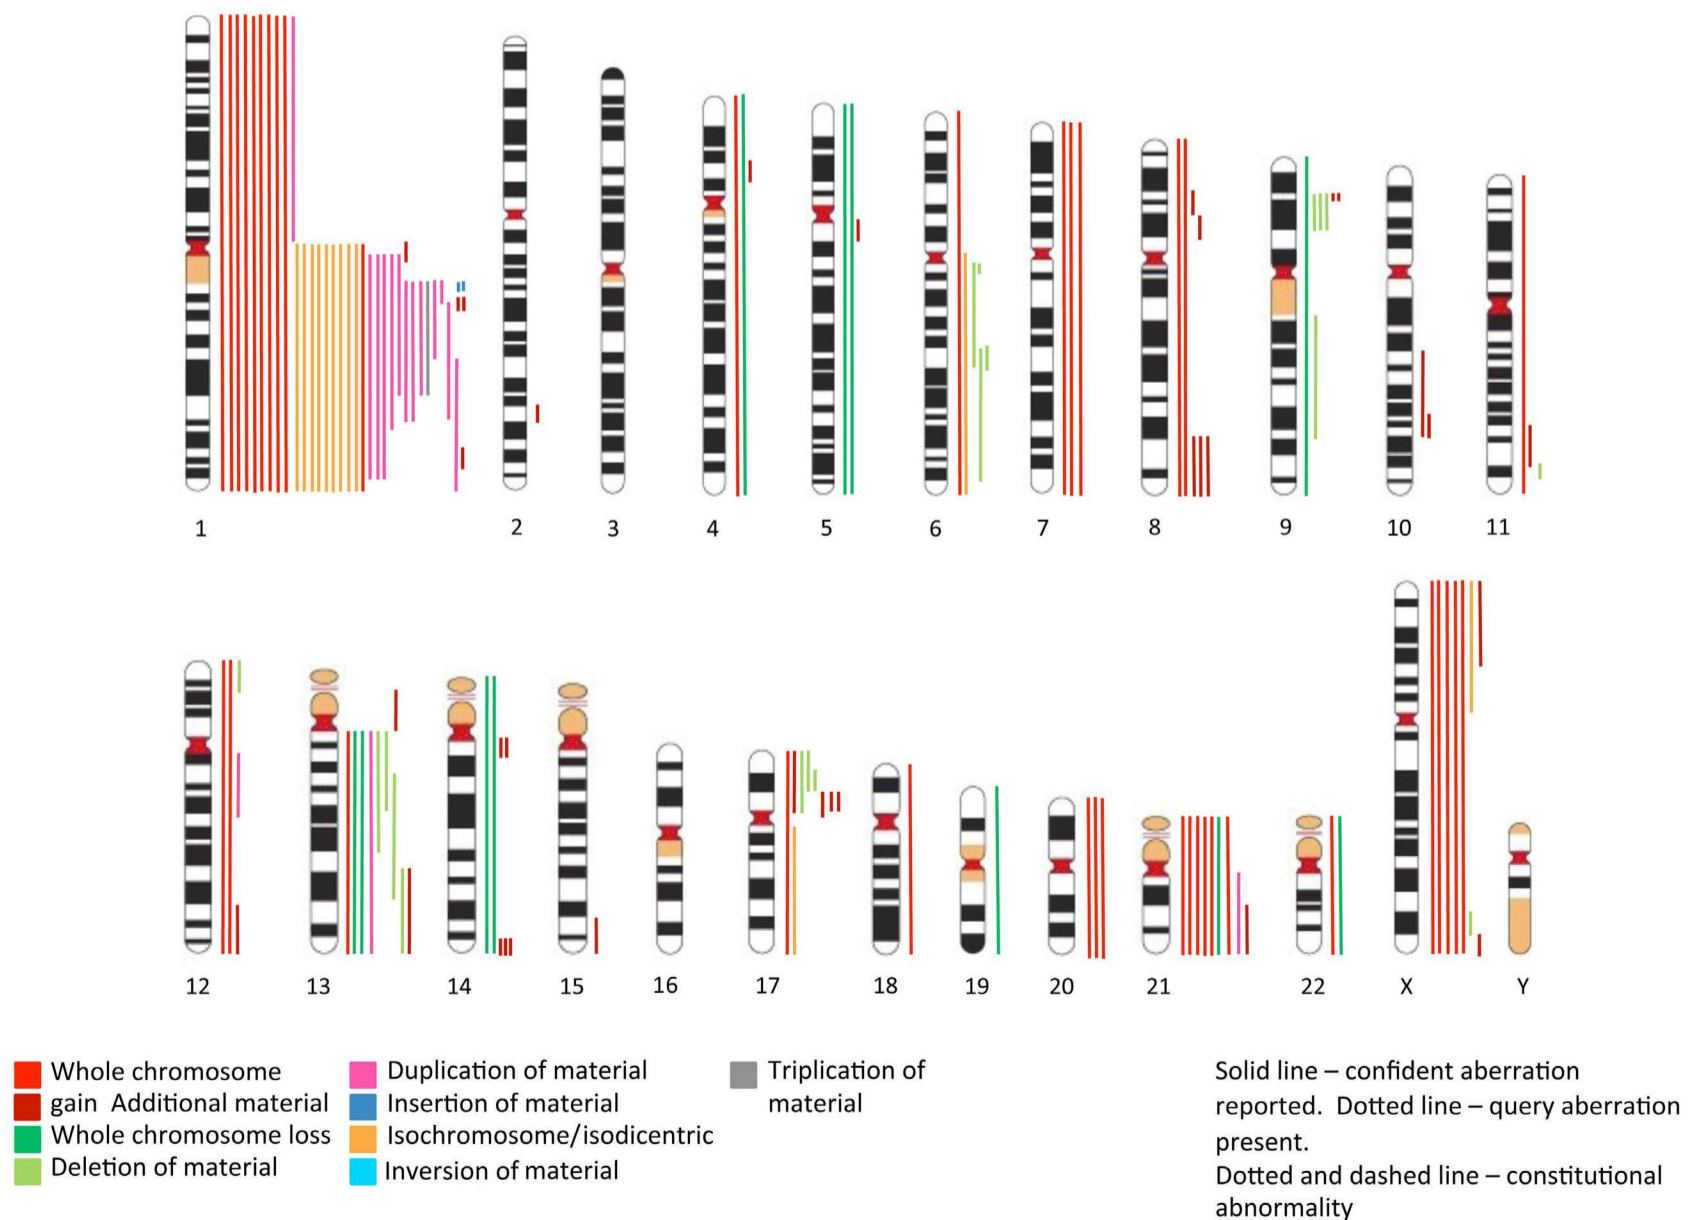 1 2 3 4 5 6 7 8 9 10 11
12 13 14 15 16 17 18 19 20 21 22 X Y
Whole chromosome
gain Additional material
Whole chromosome loss
Deletion of material
Duplication of material
Insertion of material
Isochromosome/isodicentric
Inversion of material
Triplication of
material
Solid line – confident aberration
reported. Dotted line – query aberration
present.
Dotted and dashed line – constitutional
abnormality